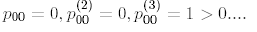 p_{00} = 0, p_{00}^{(2)} = 0, p_{00}^{(3)} = 1 > 0....